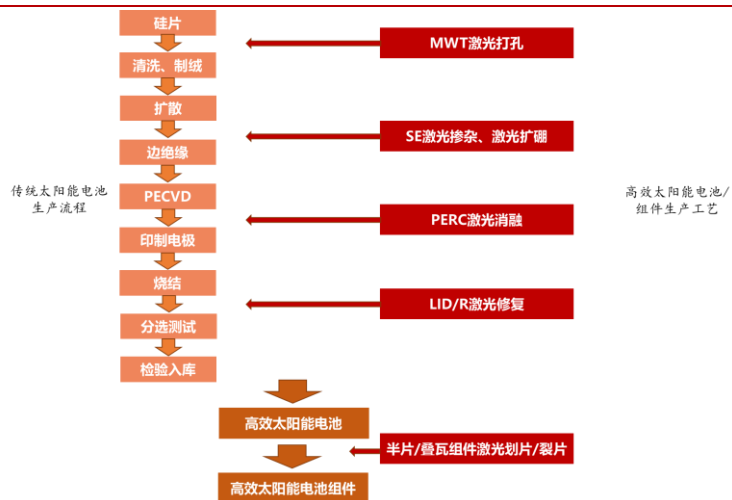 硅片
MWT激光打孔
清洗、制绒
扩散
SE激光掺杂、激光扩硼
边绝缘
传统太阳能电池
生产流程
PECVD
高效太阳能电池/
组件生产工艺
PERC激光消融
印制电极
烧结
LID/R激光修复
分选测试
检验入库
高效太阳能电池
半片/叠瓦组件激光划片/裂片
高效太阳能电池组件